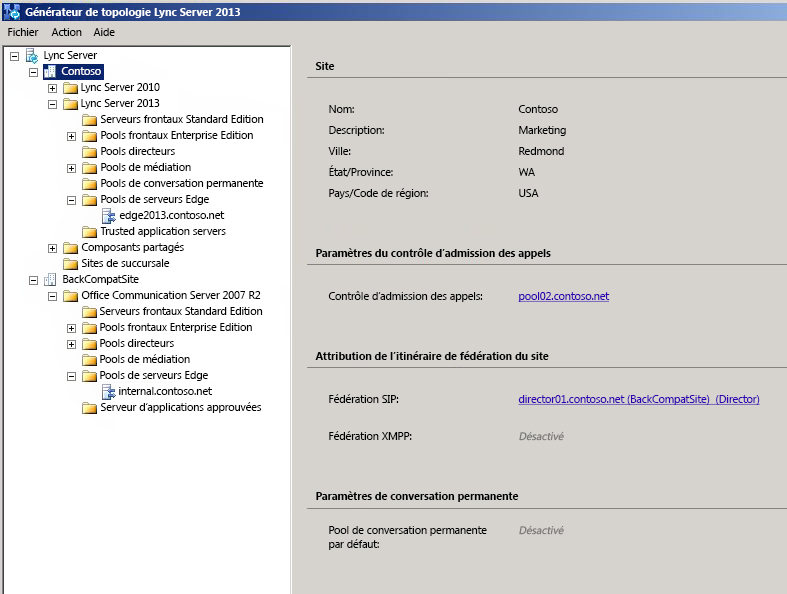 Générateur de topologie Lync Server 2013
Fichier Action Aide
Lync Server
Contoso
Lync Server 2010
Lync Server 2013
Serveurs frontaux Standard Edition
Pools frontaux Enterprise Edition
Pools directeurs
Pools de médiation
Pools de conversation permanente
Pools de serveurs Edge
edge2013.contoso.net
Trusted application servers
Composants partagés
Sites de succursale
BackCompatSite
Office Communication Server 2007 R2
Serveurs frontaux Standard Edition
Pools frontaux Enterprise Edition
Pools directeurs
Pools de médiation
Pools de serveurs Edge
internal.contoso.net
Serveur d'applications approuvées
Site
Nom: Contoso
Description: Marketing
Ville: Redmond
État/Province: WA
Pays/Code de région: USA
Paramètres du contrôle d'admission des appels
Contrôle d'admission des appels: pool02.contoso.net
Attribution de l'itinéraire de fédération du site
Fédération SIP: director01.contoso.net (BackCompatSite) (Director)
Fédération XMPP: Désactivé
Paramètres de conversation permanente
Pool de conversation permanente Désactivé
par défaut: